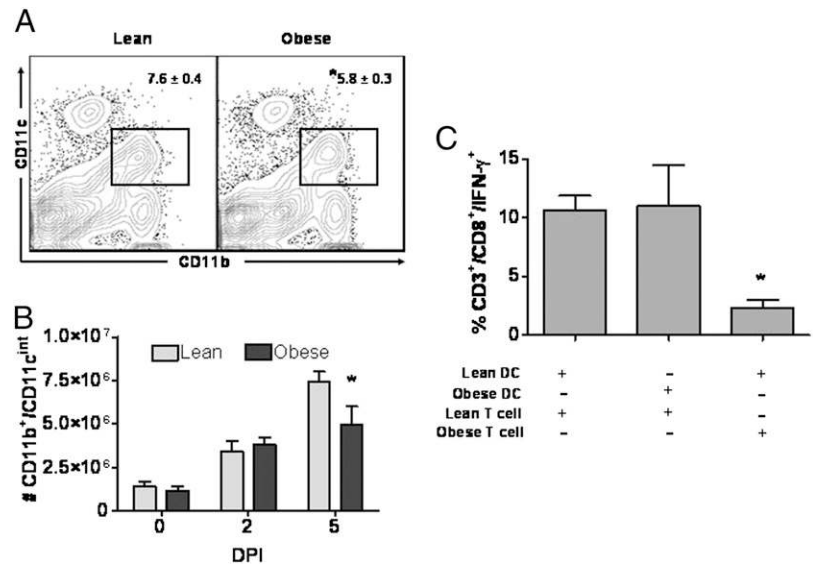 A
Lean Obese
7.6 ± 0.4 *5.8 ± 0.3
CD11c
CD11b
B
# CD11b⁺/CD11cⁱⁿᵗ
1.0×10⁷
7.5×10⁶
5.0×10⁶
2.5×10⁶
0
Lean Obese
*
0 2 5
DPI
C
% CD3⁺/CD8⁺/IFN-γ⁺
15
10
5
0
*
Lean DC + - +
Obese DC - + -
Lean T cell + + -
Obese T cell - - +